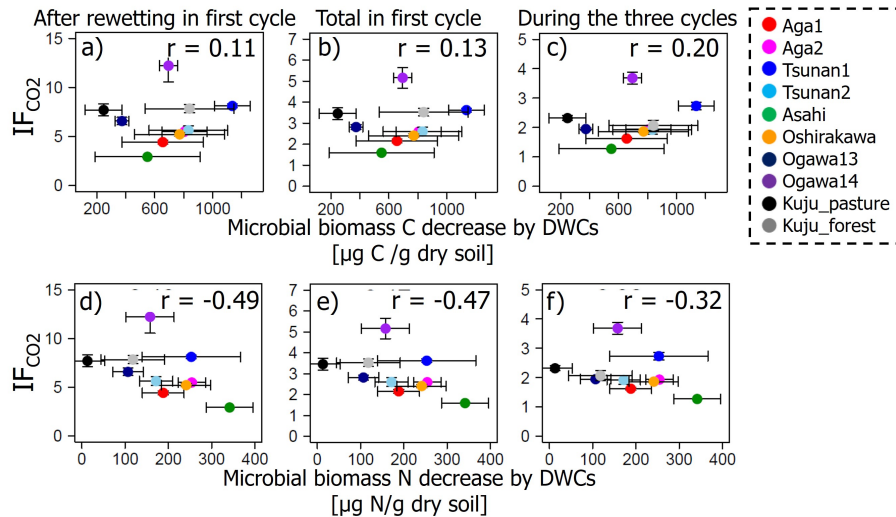 After rewetting in first cycle
Total in first cycle
During the three cycles
a)
r = 0.11
b)
r = 0.13
c)
r = 0.20
IFCO2
15
10
5
0
7
6
5
4
3
2
1
0
5
4
3
2
1
0
200
600
1000
200
600
1000
200
600
1000
Microbial biomass C decrease by DWCs
[µg C /g dry soil]
Aga1
Aga2
Tsunan1
Tsunan2
Asahi
Oshirakawa
Ogawa13
Ogawa14
Kuju_pasture
Kuju_forest
d)
r = -0.49
e)
r = -0.47
f)
r = -0.32
IFCO2
15
10
5
0
7
6
5
4
3
2
1
0
5
4
3
2
1
0
0
100
200
300
400
0
100
200
300
400
0
100
200
300
400
Microbial biomass N decrease by DWCs
[µg N/g dry soil]